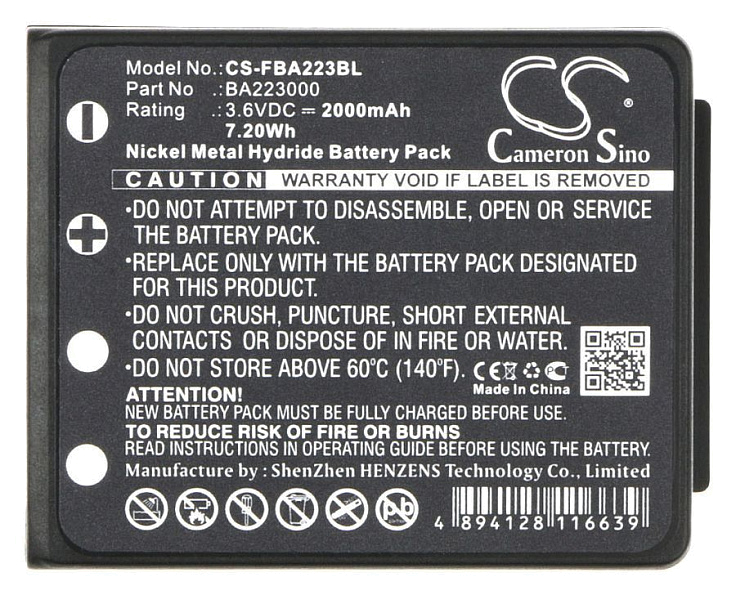 Model No.:CS-FBA223BL
Part No .:BA223000
Rating .:3.6VDC ⎓ 2000mAh
7.20Wh
Nickel Metal Hydride Battery Pack
CS ®
Cameron Sino
CAUTION WARRANTY VOID IF LABEL IS REMOVED
•DO NOT ATTEMPT TO DISASSEMBLE, OPEN OR SERVICE
THE BATTERY PACK.
•REPLACE ONLY WITH THE BATTERY PACK DESIGNATED
FOR THIS PRODUCT.
•DO NOT CRUSH, PUNCTURE, SHORT EXTERNAL
CONTACTS OR DISPOSE OF IN FIRE OR WATER.
•DO NOT STORE ABOVE 60°C (140°F).
CE
Made In China
ATTENTION!
NEW BATTERY PACK MUST BE FULLY CHARGED BEFORE USE.
TO REDUCE RISK OF FIRE OR BURNS
READ INSTRUCTIONS IN OPERATING GUIDE BEFORE USING THE BATTERY.
Manufacture by : ShenZhen HENZENS Technology Co., Limited
pb
4 894128 116639